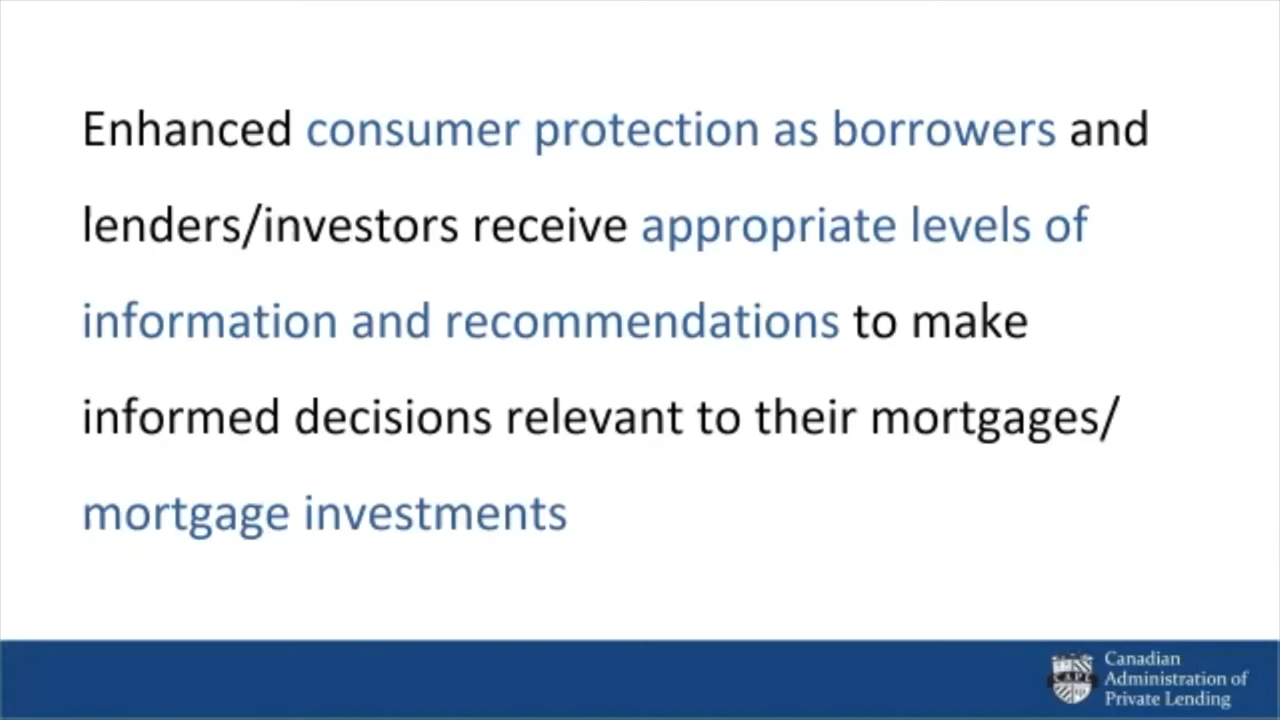 Enhanced consumer protection as borrowers and
lenders/investors receive appropriate levels of
information and recommendations to make
informed decisions relevant to their mortgages/
mortgage investments
CAPL
Canadian
Administration of
Private Lending